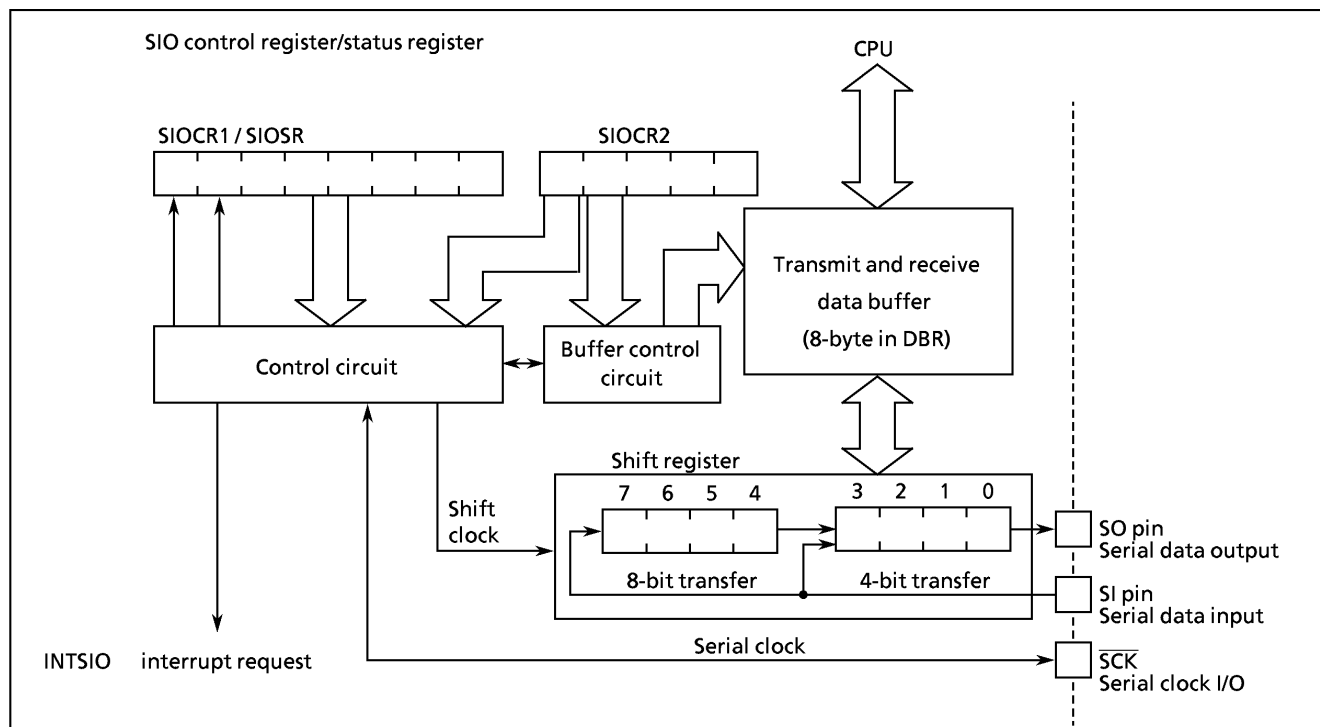 SIO control register/status register
CPU
SIOCR1 / SIOSR
SIOCR2
Transmit and receive
data buffer
(8-byte in DBR)
Control circuit
Buffer control
circuit
Shift register
7 6 5 4
3 2 1 0
Shift
clock
8-bit transfer
4-bit transfer
SO pin
Serial data output
SI pin
Serial data input
Serial clock
INTSIO interrupt request
S̅C̅K̅
Serial clock I/O